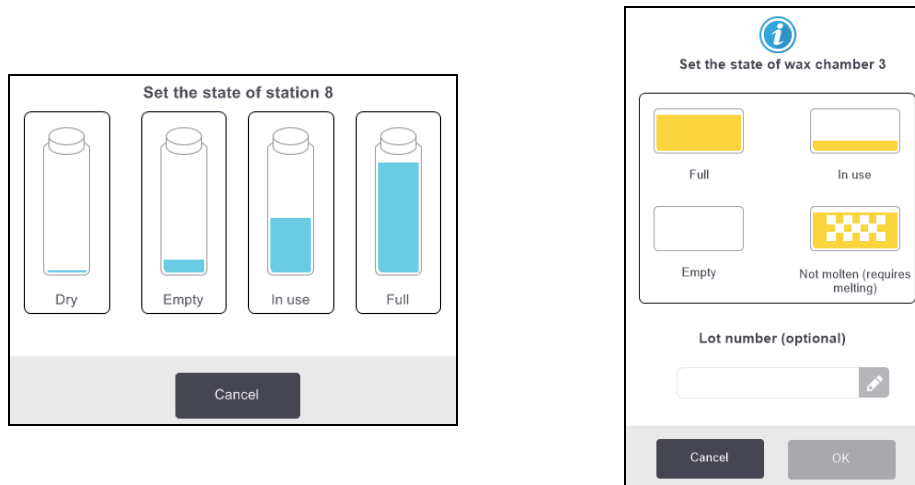 Set the state of station 8
Dry
Empty
In use
Full
Cancel
i
Set the state of wax chamber 3
Full
In use
Empty
Not molten (requires
melting)
Lot number (optional)
Cancel
OK